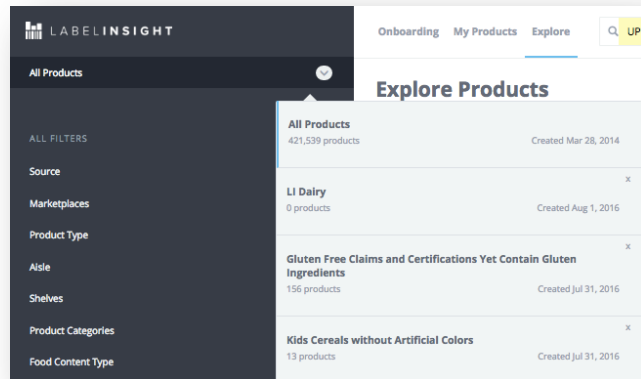 LABELINSIGHT
Onboarding My Products Explore UP
All Products
Explore Products
ALL FILTERS
Source
Marketplaces
Product Type
Aisle
Shelves
Product Categories
Food Content Type
All Products
421,539 products Created Mar 28, 2014
x
LI Dairy
0 products Created Aug 1, 2016
x
Gluten Free Claims and Certifications Yet Contain Gluten
Ingredients
156 products Created Jul 31, 2016
x
Kids Cereals without Artificial Colors
13 products Created Jul 31, 2016